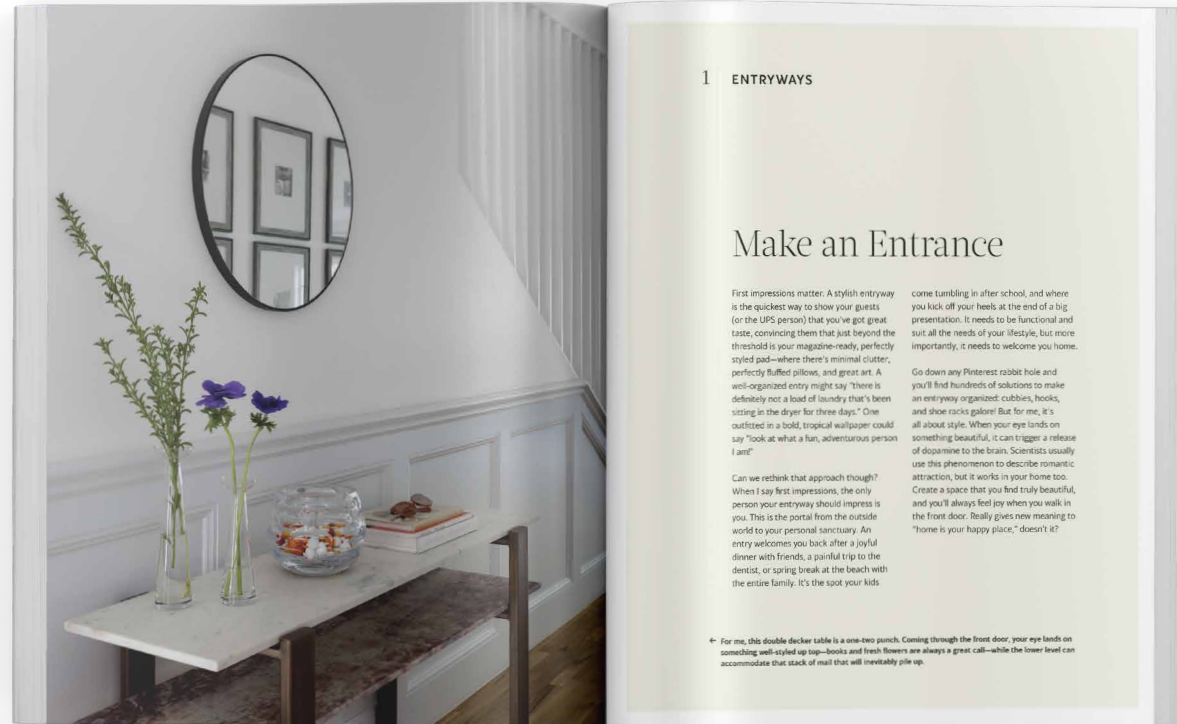 1 ENTRYWAYS
Make an Entrance
First impressions matter. A stylish entryway
is the quickest way to show your guests
(or the UPS person) that you've got great
taste, convincing them that just beyond the
threshold is your magazine-ready, perfectly
styled pad—where there's minimal clutter,
perfectly fluffed pillows, and great art. A
well-organized entry might say "there is
definitely not a load of laundry that's been
sitting in the dryer for three days." One
outfitted in a bold, tropical wallpaper could
say "look at what a fun, adventurous person
I am!"
Can we rethink that approach though?
When I say first impressions, the only
person your entryway should impress is
you. This is the portal from the outside
world to your personal sanctuary. An
entry welcomes you back after a joyful
dinner with friends, a painful trip to the
dentist, or spring break at the beach with
the entire family. It's the spot your kids
come tumbling in after school, and where
you kick off your heels at the end of a big
presentation. It needs to be functional and
suit all the needs of your lifestyle, but more
importantly, it needs to welcome you home.
Go down any Pinterest rabbit hole and
you'll find hundreds of solutions to make
an entryway organized: cubbies, hooks,
and shoe racks galore! But for me, it's
all about style. When your eye lands on
something beautiful, it can trigger a release
of dopamine to the brain. Scientists usually
use this phenomenon to describe romantic
attraction, but it works in your home too.
Create a space that you find truly beautiful,
and you'll always feel joy when you walk in
the front door. Really gives new meaning to
"home is your happy place," doesn't it?
← For me, this double decker table is a one-two punch. Coming through the front door, your eye lands on
something well-styled up top—books and fresh flowers are always a great call—while the lower level can
accommodate that stack of mail that will inevitably pile up.